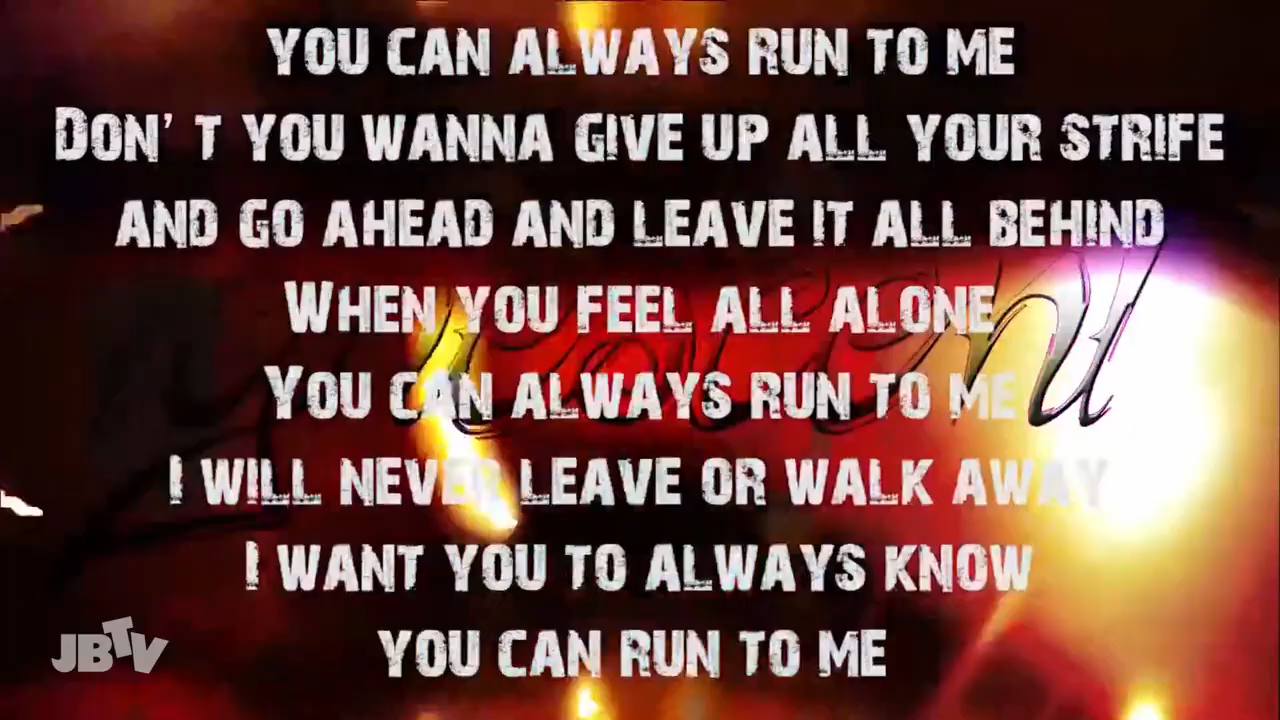 YOU CAN ALWAYS RUN TO ME
DON'T YOU WANNA GIVE UP ALL YOUR STRIFE
AND GO AHEAD AND LEAVE IT ALL BEHIND
WHEN YOU FEEL ALL ALONE
YOU CAN ALWAYS RUN TO ME
I WILL NEVER LEAVE OR WALK AWAY
I WANT YOU TO ALWAYS KNOW
YOU CAN RUN TO ME
JBTV